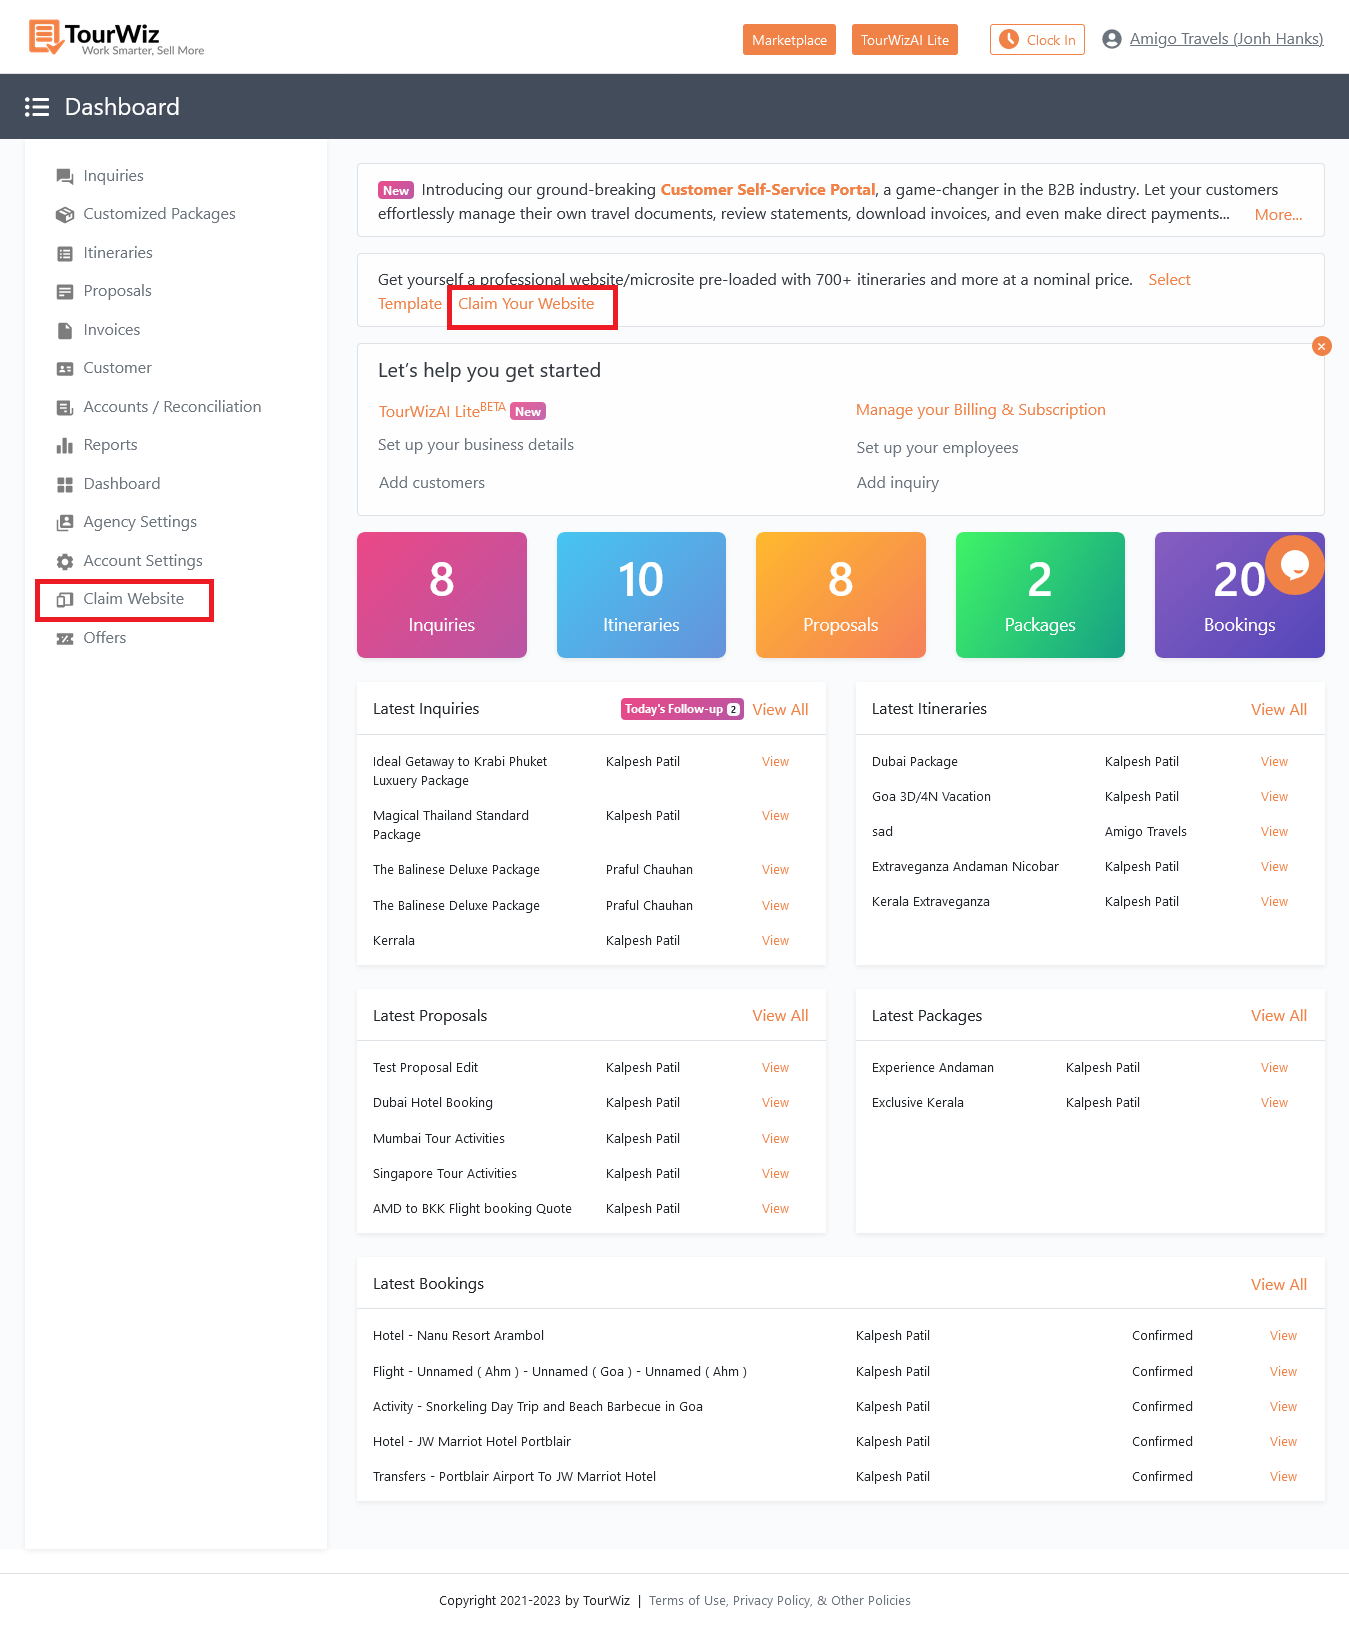 TourWiz
Work Smarter, Sell More
Marketplace
TourWizAI Lite
Clock In
Amigo Travels (Jonh Hanks)
Dashboard
Inquiries
Customized Packages
Itineraries
Proposals
Invoices
Customer
Accounts / Reconciliation
Reports
Dashboard
Agency Settings
Account Settings
Claim Website
Offers
New Introducing our ground-breaking Customer Self-Service Portal, a game-changer in the B2B industry. Let your customers
effortlessly manage their own travel documents, review statements, download invoices, and even make direct payments... More...
Get yourself a professional website/microsite pre-loaded with 700+ itineraries and more at a nominal price. Select
Template Claim Your Website
Let's help you get started
TourWizAI Lite BETA New
Manage your Billing & Subscription
Set up your business details
Set up your employees
Add customers
Add inquiry
8
Inquiries
10
Itineraries
8
Proposals
2
Packages
20
Bookings
Latest Inquiries Today's Follow-up 2 View All
Ideal Getaway to Krabi Phuket Kalpesh Patil View
Luxuery Package
Magical Thailand Standard Kalpesh Patil View
Package
The Balinese Deluxe Package Praful Chauhan View
The Balinese Deluxe Package Praful Chauhan View
Kerrala Kalpesh Patil View
Latest Itineraries View All
Dubai Package Kalpesh Patil View
Goa 3D/4N Vacation Kalpesh Patil View
sad Amigo Travels View
Extraveganza Andaman Nicobar Kalpesh Patil View
Kerala Extraveganza Kalpesh Patil View
Latest Proposals View All
Test Proposal Edit Kalpesh Patil View
Dubai Hotel Booking Kalpesh Patil View
Mumbai Tour Activities Kalpesh Patil View
Singapore Tour Activities Kalpesh Patil View
AMD to BKK Flight booking Quote Kalpesh Patil View
Latest Packages View All
Experience Andaman Kalpesh Patil View
Exclusive Kerala Kalpesh Patil View
Latest Bookings View All
Hotel - Nanu Resort Arambol Kalpesh Patil Confirmed View
Flight - Unnamed ( Ahm ) - Unnamed ( Goa ) - Unnamed ( Ahm ) Kalpesh Patil Confirmed View
Activity - Snorkeling Day Trip and Beach Barbecue in Goa Kalpesh Patil Confirmed View
Hotel - JW Marriot Hotel Portblair Kalpesh Patil Confirmed View
Transfers - Portblair Airport To JW Marriot Hotel Kalpesh Patil Confirmed View
Copyright 2021-2023 by TourWiz | Terms of Use, Privacy Policy, & Other Policies